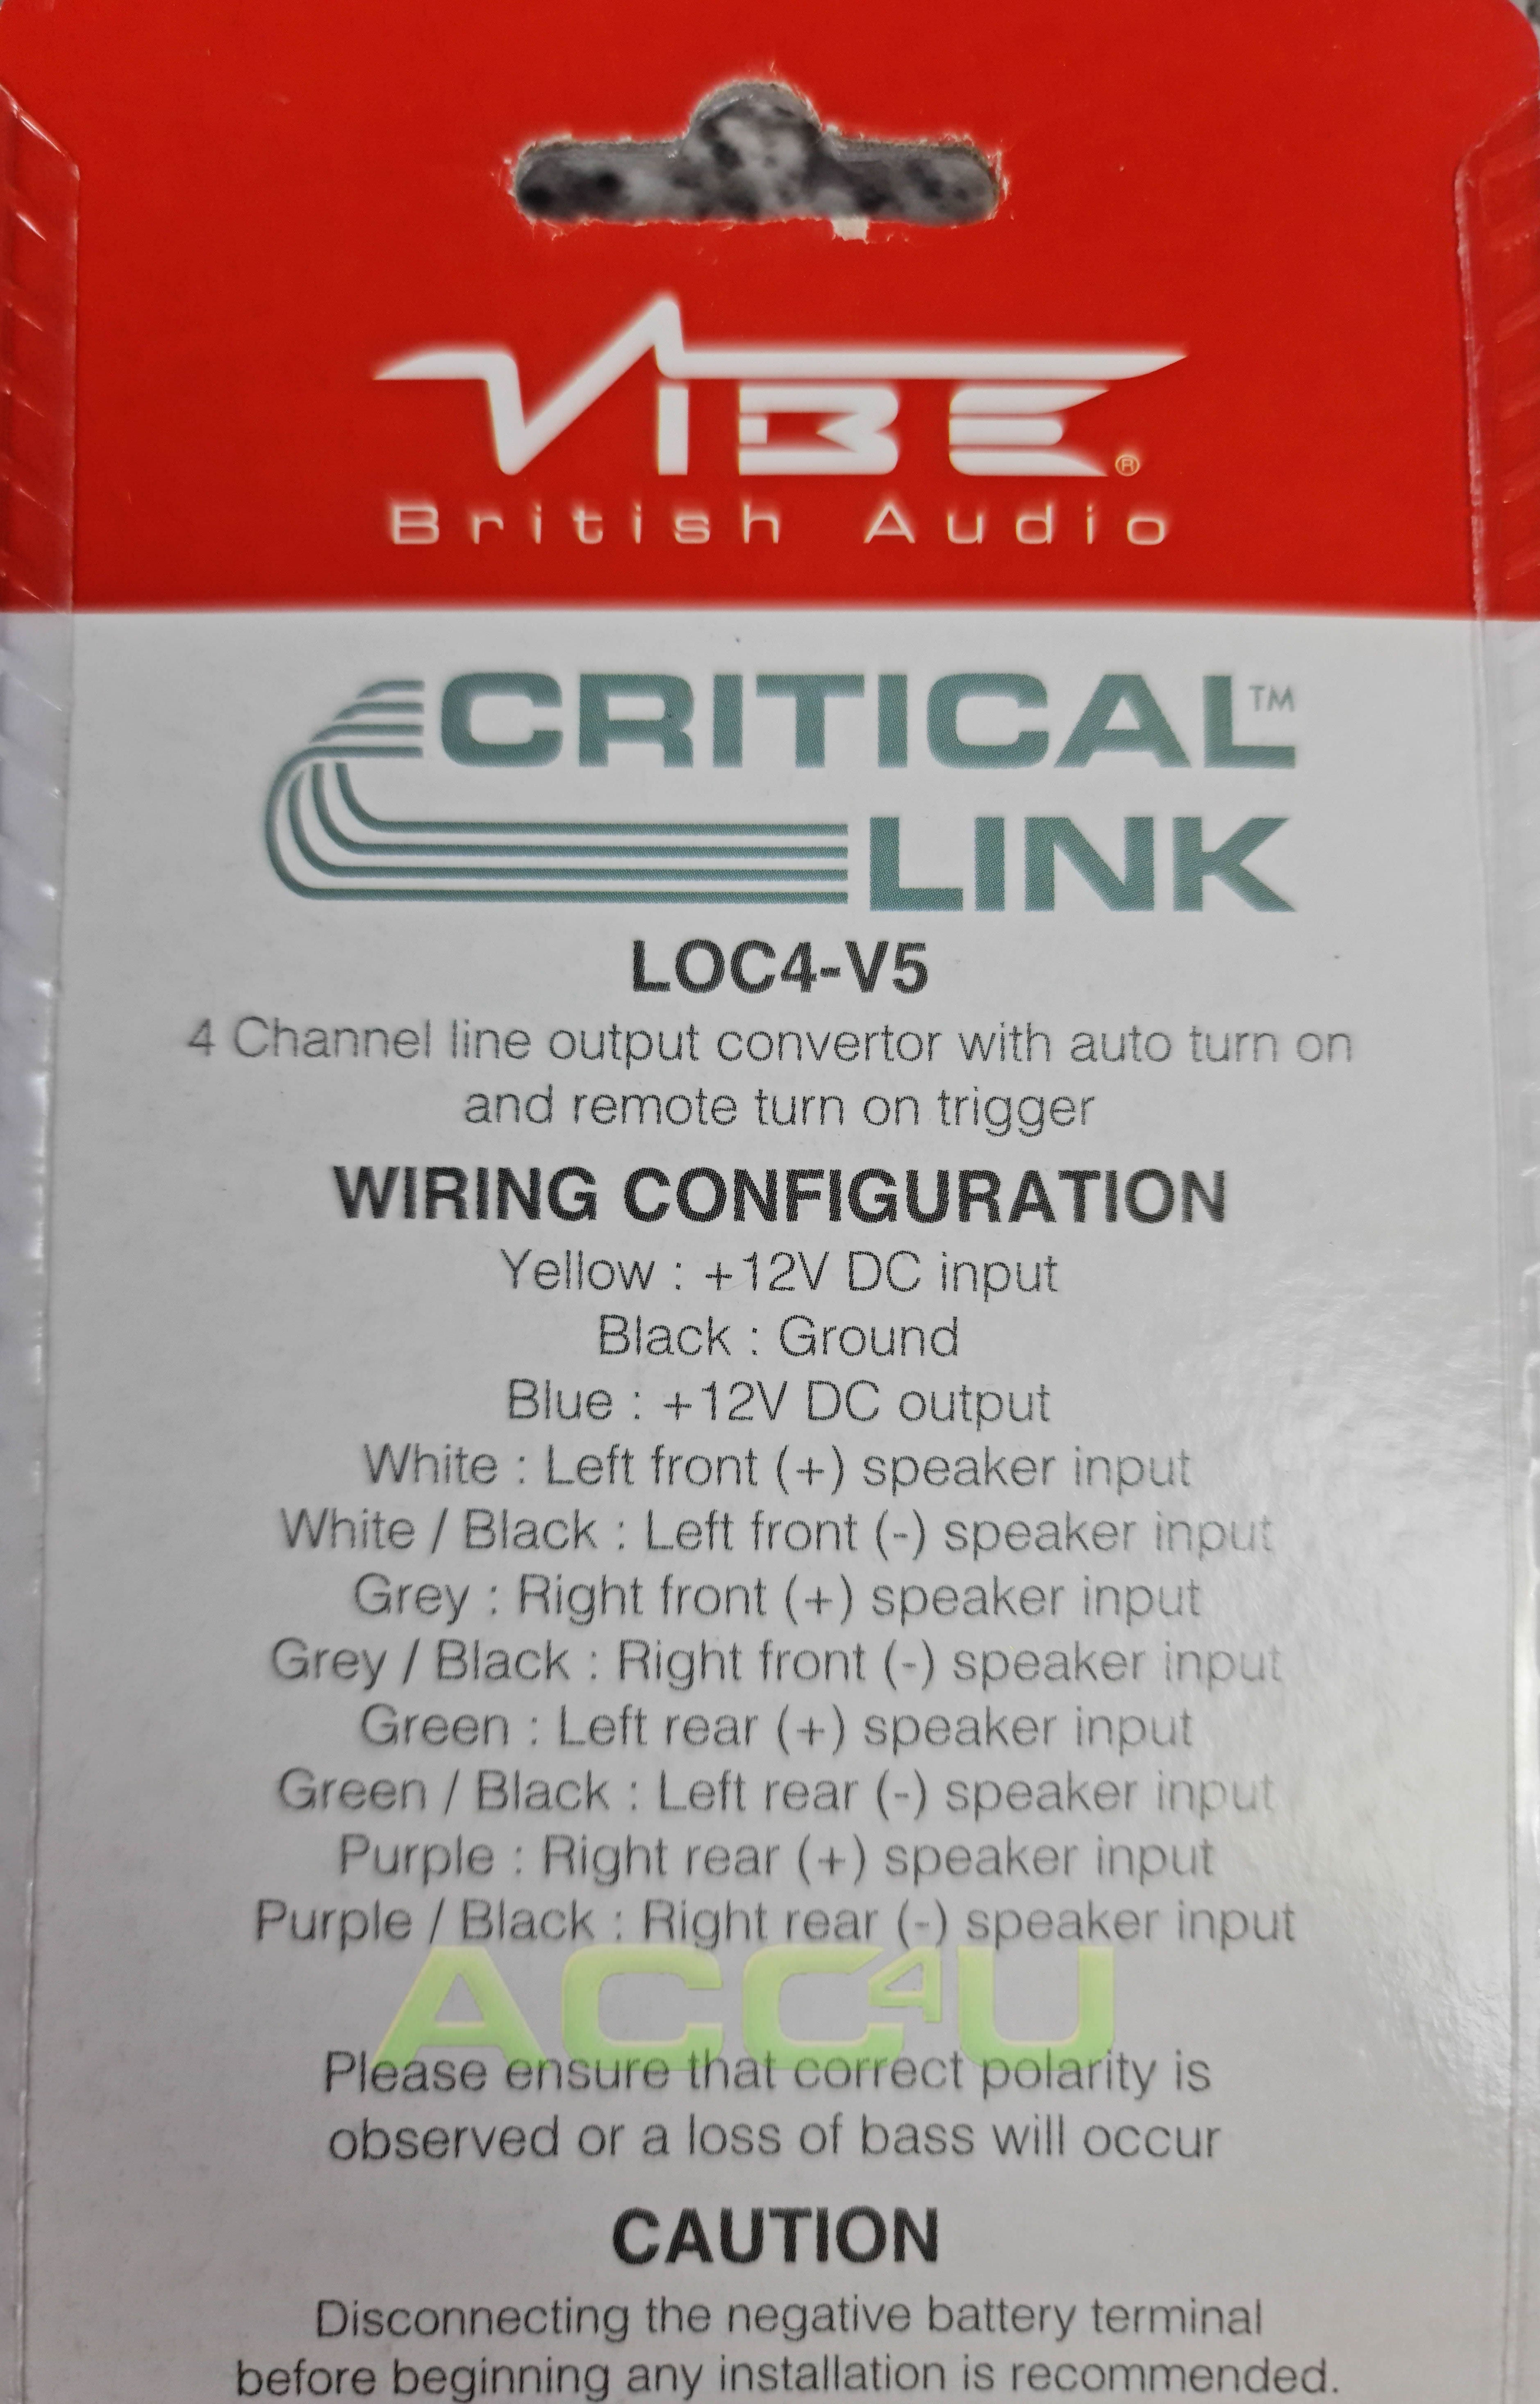 VIBE®
British Audio
CRITICAL™
LINK
LOC4-V5
4 Channel line output convertor with auto turn on
and remote turn on trigger
WIRING CONFIGURATION
Yellow : +12V DC input
Black : Ground
Blue : +12V DC output
White : Left front (+) speaker input
White / Black : Left front (-) speaker input
Grey : Right front (+) speaker input
Grey / Black : Right front (-) speaker input
Green : Left rear (+) speaker input
Green / Black : Left rear (-) speaker input
Purple : Right rear (+) speaker input
Purple / Black : Right rear (-) speaker input
ACC4U
Please ensure that correct polarity is
observed or a loss of bass will occur
CAUTION
Disconnecting the negative battery terminal
before beginning any installation is recommended.